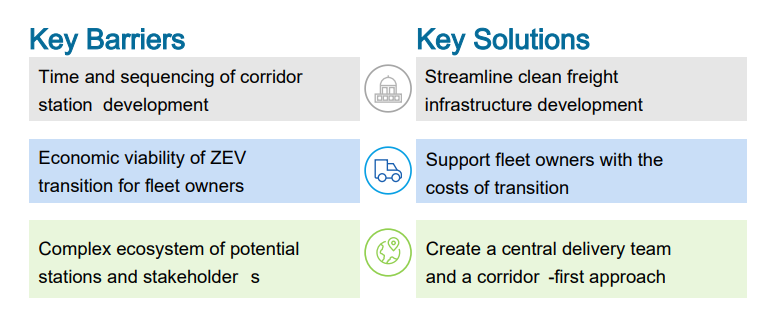 Key Barriers
Key Solutions
Time and sequencing of corridor
station development
Streamline clean freight
infrastructure development
Economic viability of ZEV
transition for fleet owners
Support fleet owners with the
costs of transition
Complex ecosystem of potential
stations and stakeholder s
Create a central delivery team
and a corridor -first approach